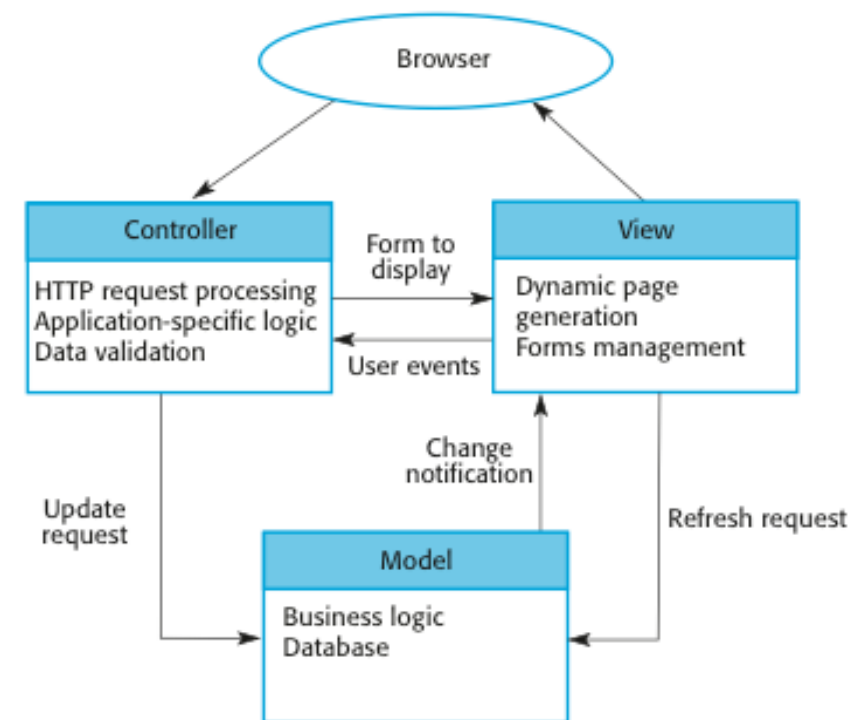 Browser
Controller
HTTP request processing
Application-specific logic
Data validation
Form to
display
User events
View
Dynamic page
generation
Forms management
Update
request
Change
notification
Refresh request
Model
Business logic
Database